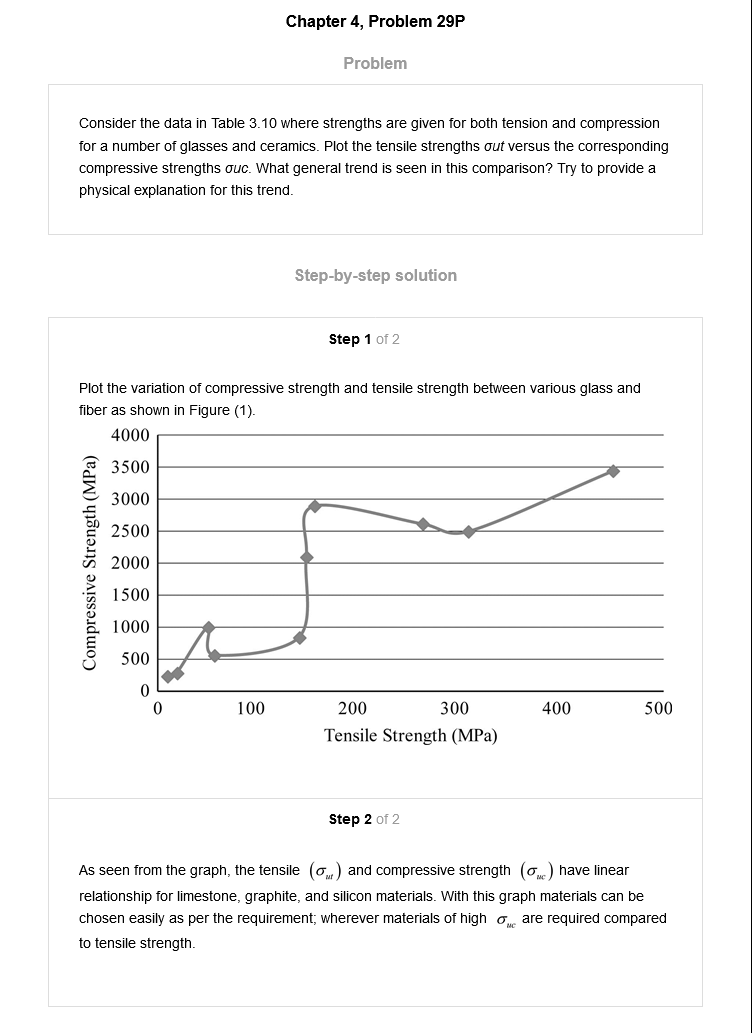 Chapter 4, Problem 29P
Problem
Consider the data in Table 3.10 where strengths are given for both tension and compression
for a number of glasses and ceramics. Plot the tensile strengths σut versus the corresponding
compressive strengths σuc. What general trend is seen in this comparison? Try to provide a
physical explanation for this trend.
Step-by-step solution
Step 1 of 2
Plot the variation of compressive strength and tensile strength between various glass and
fiber as shown in Figure (1).
Compressive Strength (MPa)
4000
3500
3000
2500
2000
1500
1000
500
0
0 100 200 300 400 500
Tensile Strength (MPa)
Step 2 of 2
As seen from the graph, the tensile (σut) and compressive strength (σuc) have linear
relationship for limestone, graphite, and silicon materials. With this graph materials can be
chosen easily as per the requirement; wherever materials of high σuc are required compared
to tensile strength.